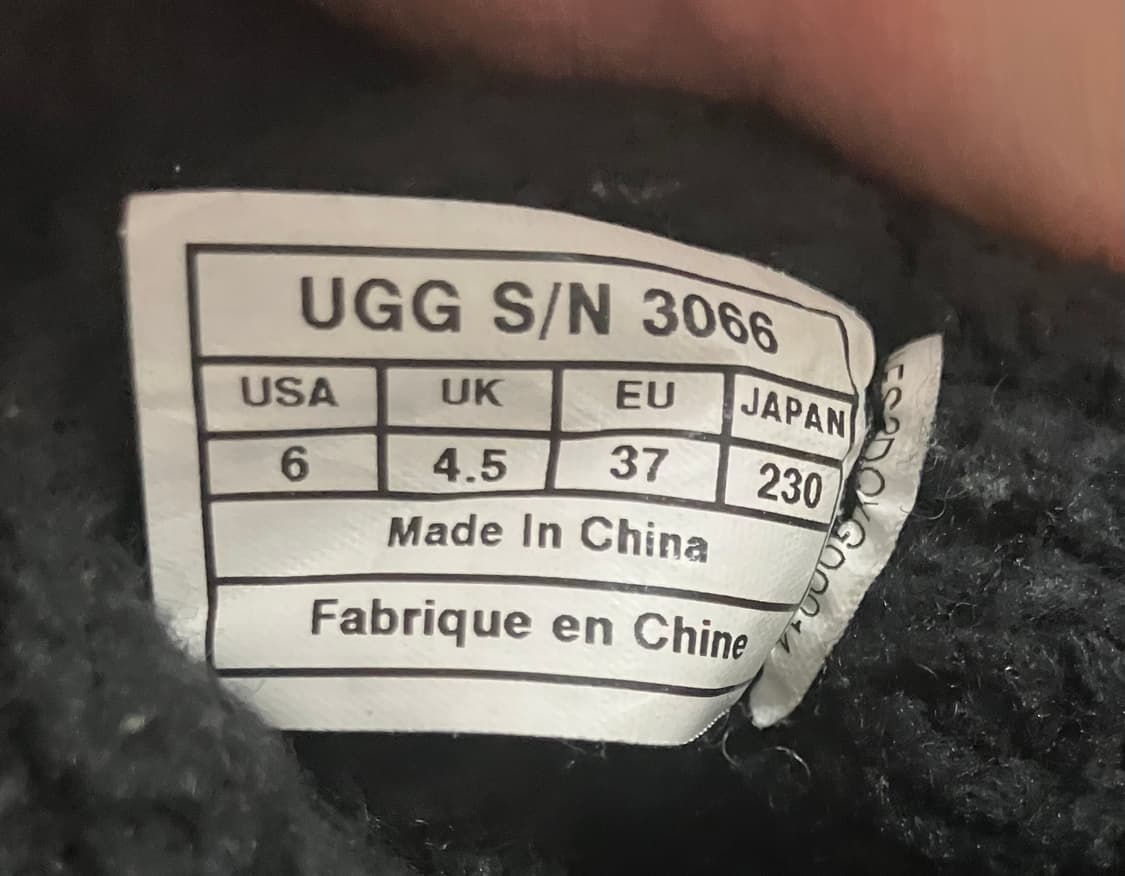 UGG S/N 3066
USA UK EU JAPAN
6 4.5 37 230
Made In China
Fabrique en Chine